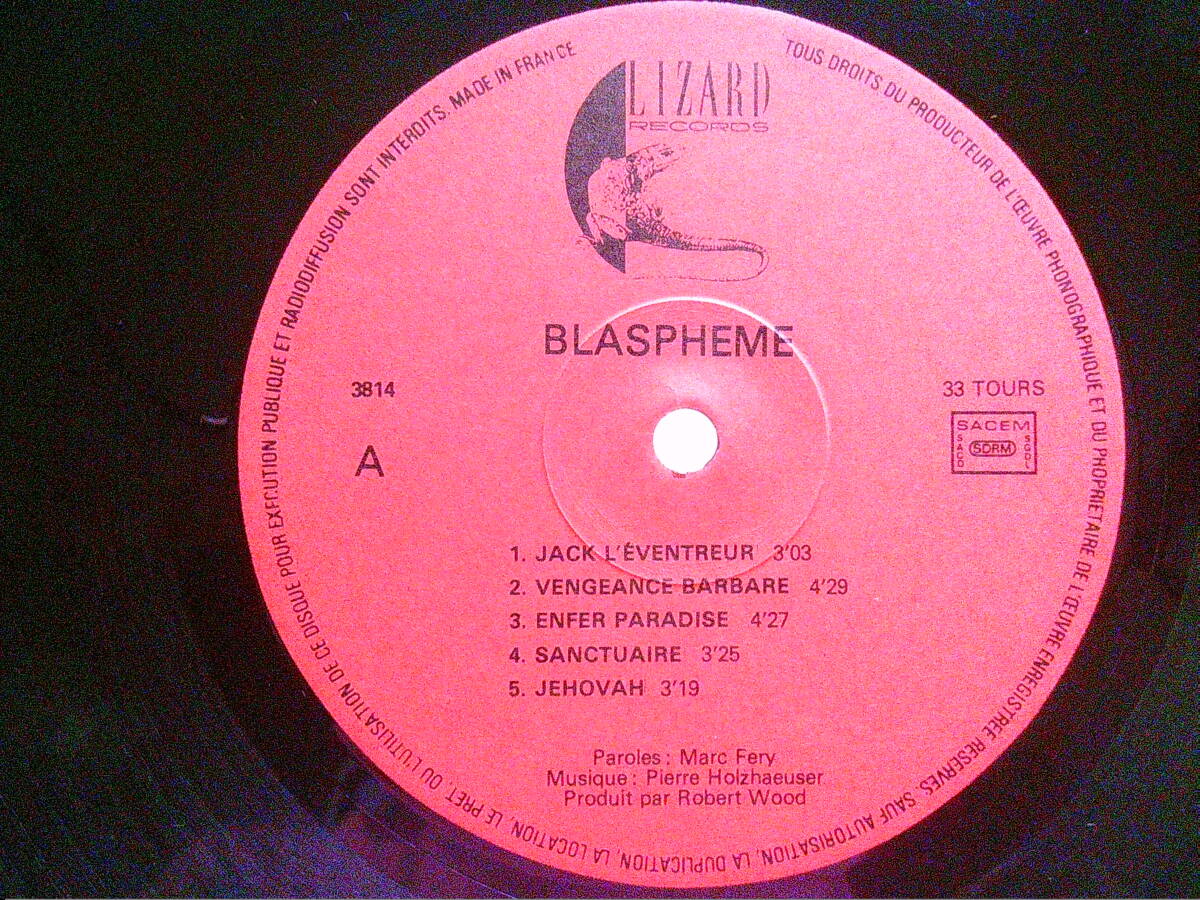 LIZARD
RECORDS
TOUS DROITS DU PRODUCTEUR DE L'ŒUVRE PHONOGRAPHIQUE ET DU PROPRIETAIRE DE L'ŒUVRE ENREGISTREE RESERVES. SAUF AUTORISATION, LA DUPLICATION, LA LOCATION, LE PRET, OU L'UTILISATION DE CE DISQUE POUR EXECUTION PUBLIQUE ET RADIODIFFUSION SONT INTERDITS. MADE IN FRANCE
BLASPHEME
3814
33 TOURS
A
SACEM
SACD
SDRM
SGDL
1. JACK L'ÉVENTREUR 3'03
2. VENGEANCE BARBARE 4'29
3. ENFER PARADISE 4'27
4. SANCTUAIRE 3'25
5. JEHOVAH 3'19
Paroles : Marc Fery
Musique : Pierre Holzhaeuser
Produit par Robert Wood